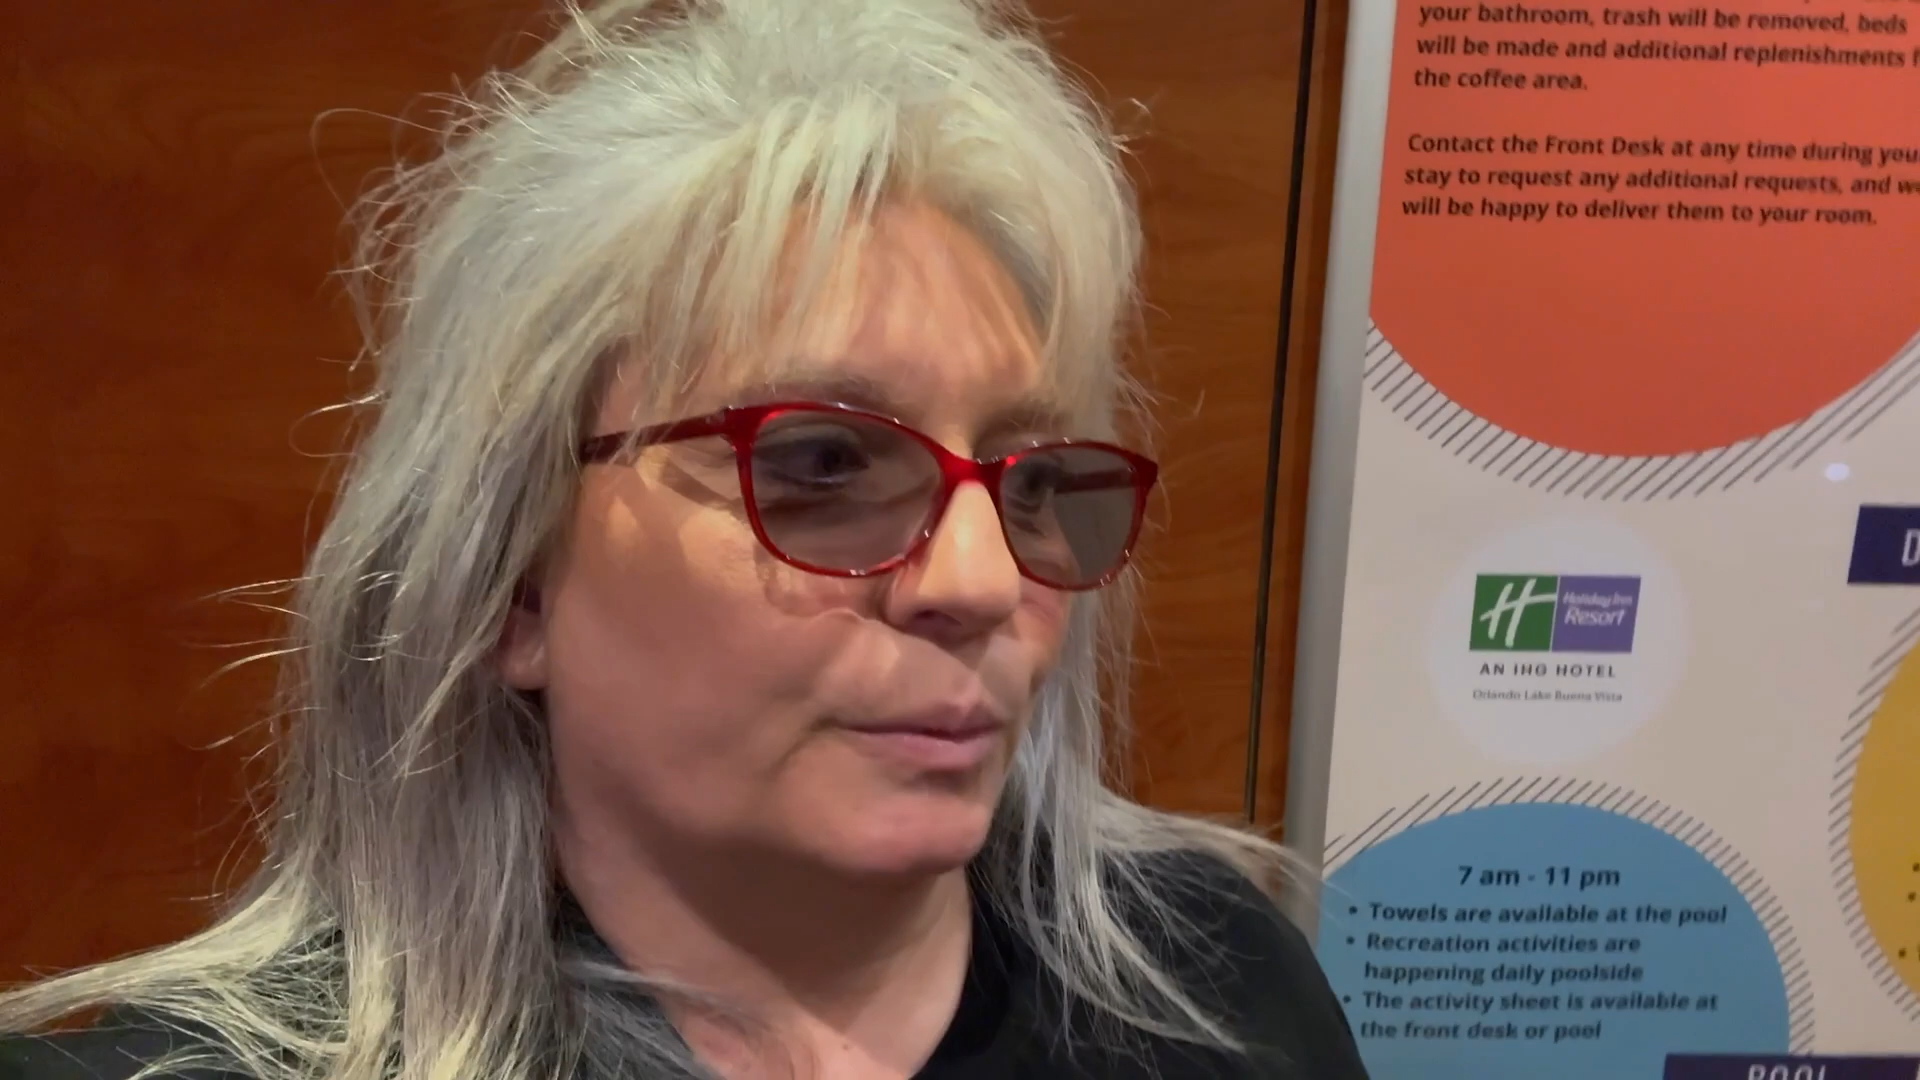 your bathroom, trash will be removed, beds
will be made and additional replenishments
the coffee area.
Contact the Front Desk at any time during
stay to request any additional requests, and
will be happy to deliver them to your room.
Holiday Inn
Resort
AN IHG HOTEL
Orlando Lake Buena Vista
7 am - 11 pm
• Towels are available at the pool
• Recreation activities are
happening daily poolside
• The activity sheet is available at
the front desk or pool
POOL